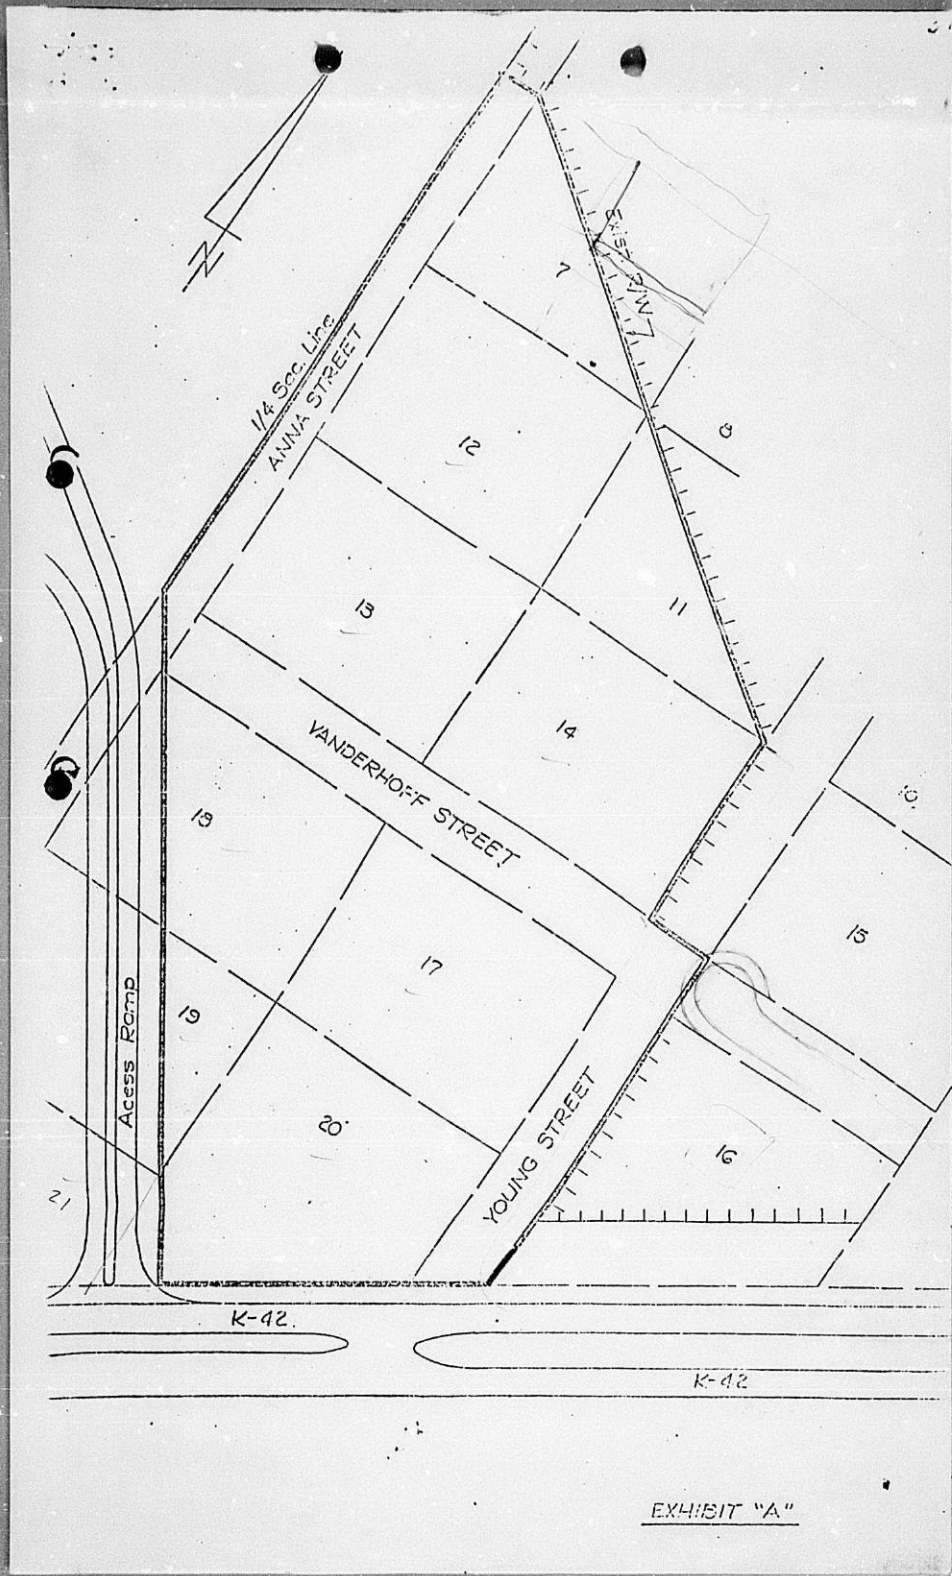 N
7
Exist. R/W
1/4 Sec. Line
ANNA STREET
8
12
13
11
14
VANDERHOFF STREET
18
10
15
17
19
Acess Ramp
20
YOUNG STREET
16
21
K-42.
K-42
EXHIBIT "A"